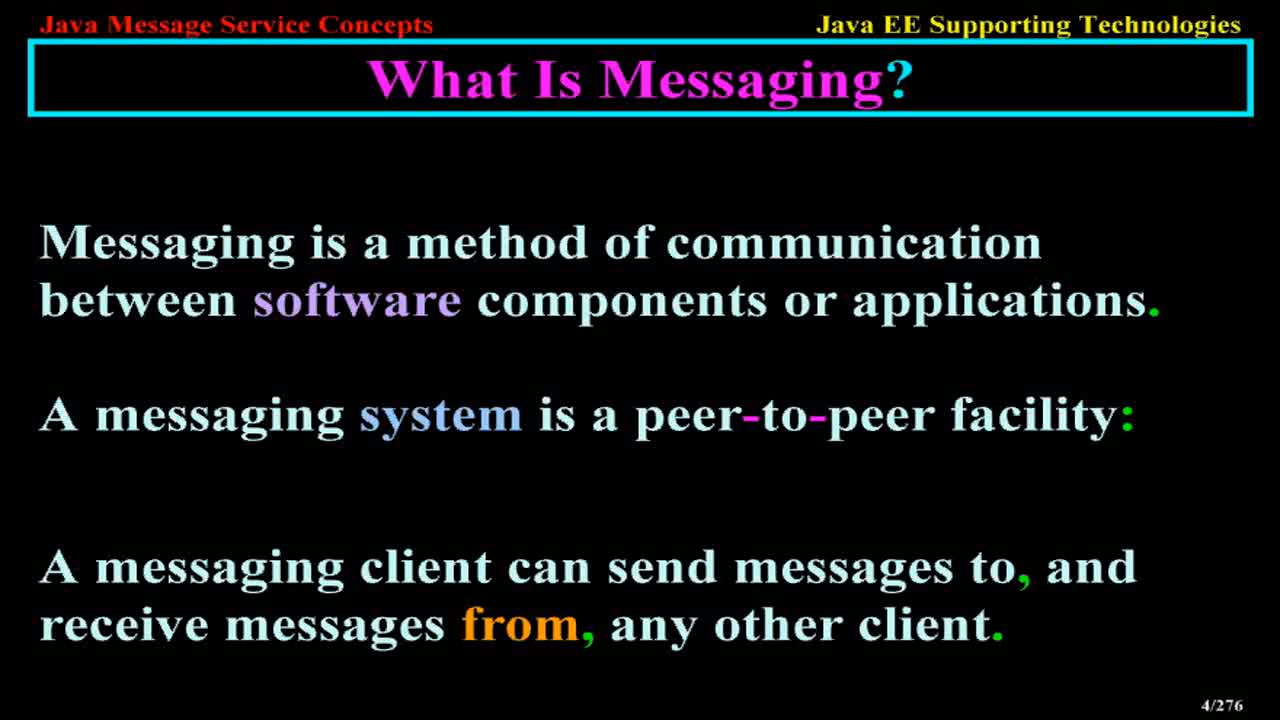 Java Message Service Concepts
Java EE Supporting Technologies
What Is Messaging?
Messaging is a method of communication
between software components or applications.
A messaging system is a peer-to-peer facility:
A messaging client can send messages to, and
receive messages from, any other client.
4/276